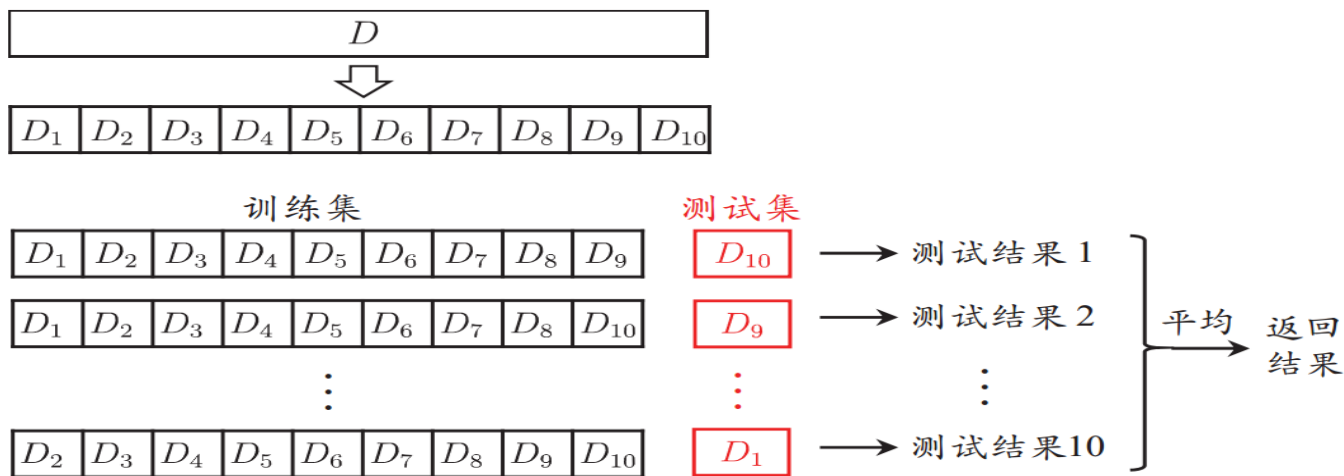 D
D₁ D₂ D₃ D₄ D₅ D₆ D₇ D₈ D₉ D₁₀
训练集 测试集
D₁ D₂ D₃ D₄ D₅ D₆ D₇ D₈ D₉ D₁₀ 测试结果 1
D₁ D₂ D₃ D₄ D₅ D₆ D₇ D₈ D₁₀ D₉ 测试结果 2
平均 返回
结果
⋮ ⋮ ⋮
D₂ D₃ D₄ D₅ D₆ D₇ D₈ D₉ D₁₀ D₁ 测试结果10